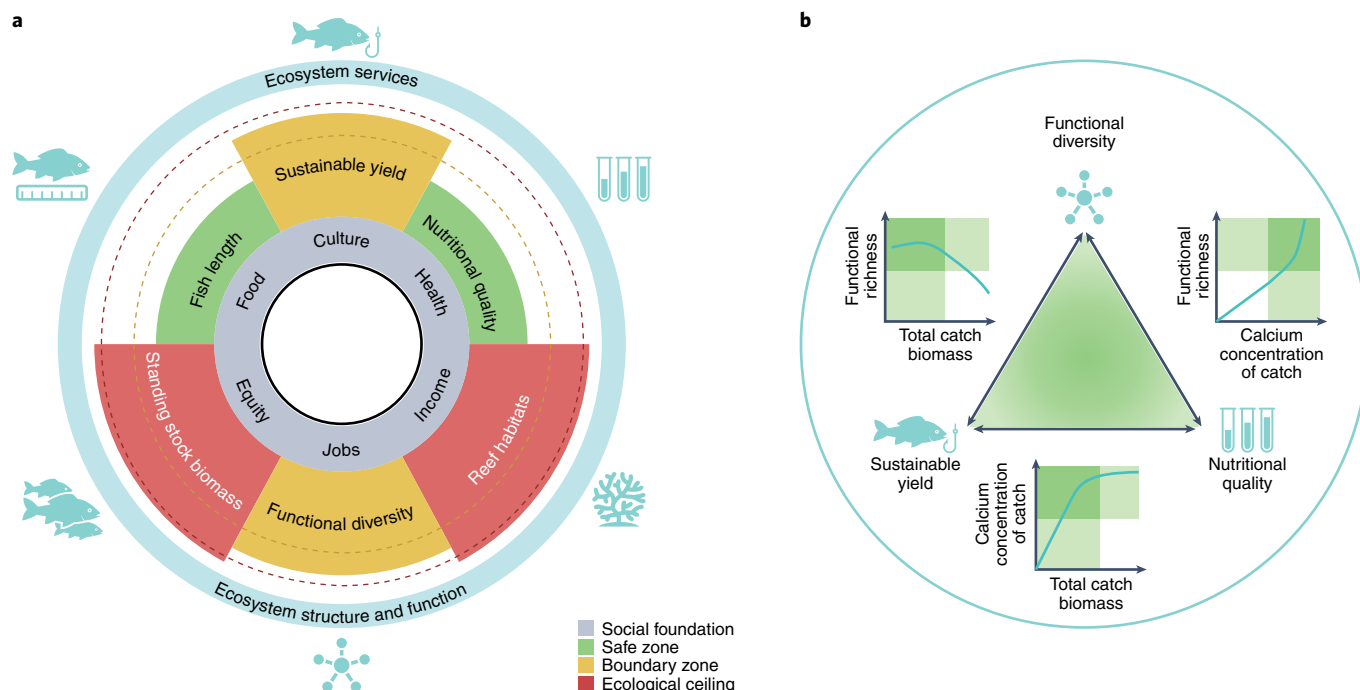 a
Ecosystem services
Sustainable yield
Fish length
Nutritional quality
Culture
Food
Health
Equity
Income
Jobs
Standing stock biomass
Reef habitats
Functional diversity
Ecosystem structure and function
Social foundation
Safe zone
Boundary zone
Ecological ceiling
b
Functional
diversity
Functional
richness
Total catch
biomass
Functional
richness
Calcium
concentration
of catch
Sustainable
yield
Nutritional
quality
Calcium
concentration
of catch
Total catch
biomass